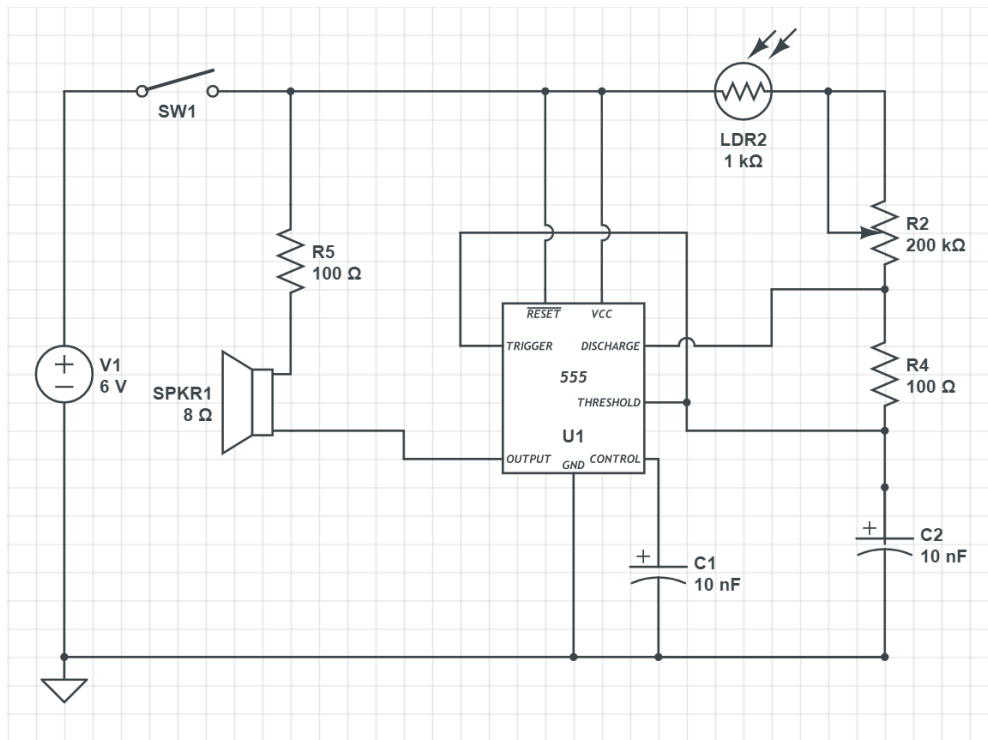 SW1
LDR2
1 kΩ
R2
200 kΩ
R5
100 Ω
RESET
VCC
TRIGGER
DISCHARGE
555
THRESHOLD
U1
OUTPUT
GND
CONTROL
V1
6 V
+
−
SPKR1
8 Ω
R4
100 Ω
+
C1
10 nF
+
C2
10 nF